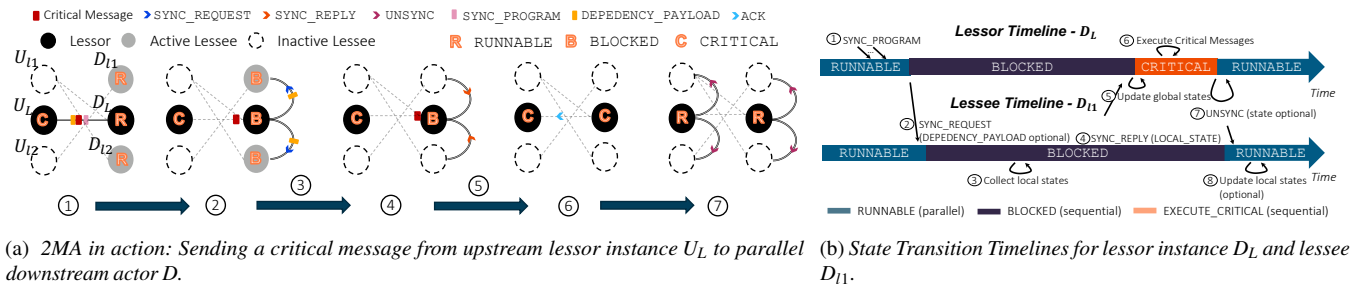 Critical Message SYNC_REQUEST SYNC_REPLY UNSYNC SYNC_PROGRAM DEPEDENCY_PAYLOAD ACK
Lessor Active Lessee Inactive Lessee R RUNNABLE B BLOCKED C CRITICAL
U_l1 D_l1 R B
U_L D_L C R C B C B C C R R
U_l2 D_l2 R B
① ② ③ ④ ⑤ ⑥ ⑦
(a) 2MA in action: Sending a critical message from upstream lessor instance U_L to parallel
downstream actor D.
Lessor Timeline - D_L
① SYNC_PROGRAM
...
⑥ Execute Critical Messages
RUNNABLE BLOCKED CRITICAL RUNNABLE
Time
Lessee Timeline - D_l1
⑤ Update global states
⑦ UNSYNC (state optional)
② SYNC_REQUEST
(DEPEDENCY_PAYLOAD optional)
④ SYNC_REPLY (LOCAL_STATE)
RUNNABLE BLOCKED RUNNABLE
Time
③ Collect local states
⑧ Update local states
(optional)
RUNNABLE (parallel) BLOCKED (sequential) EXECUTE_CRITICAL (sequential)
(b) State Transition Timelines for lessor instance D_L and lessee
D_l1.